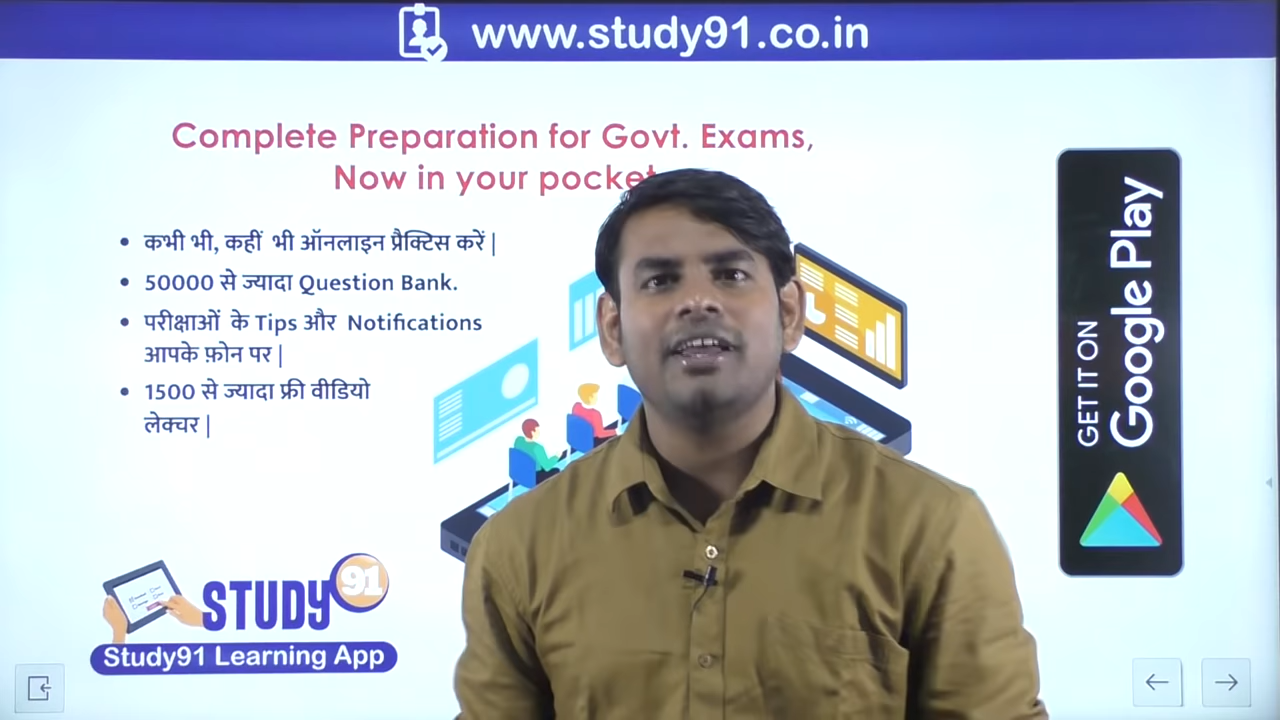 www.study91.co.in
Complete Preparation for Govt. Exams,
Now in your pocket
• कभी भी, कहीं भी ऑनलाइन प्रैक्टिस करें |
• 50000 से ज्यादा Question Bank.
• परीक्षाओं के Tips और Notifications
आपके फ़ोन पर |
• 1500 से ज्यादा फ्री वीडियो
लेक्चर |
GET IT ON
Google Play
STUDY 91
Study91 Learning App